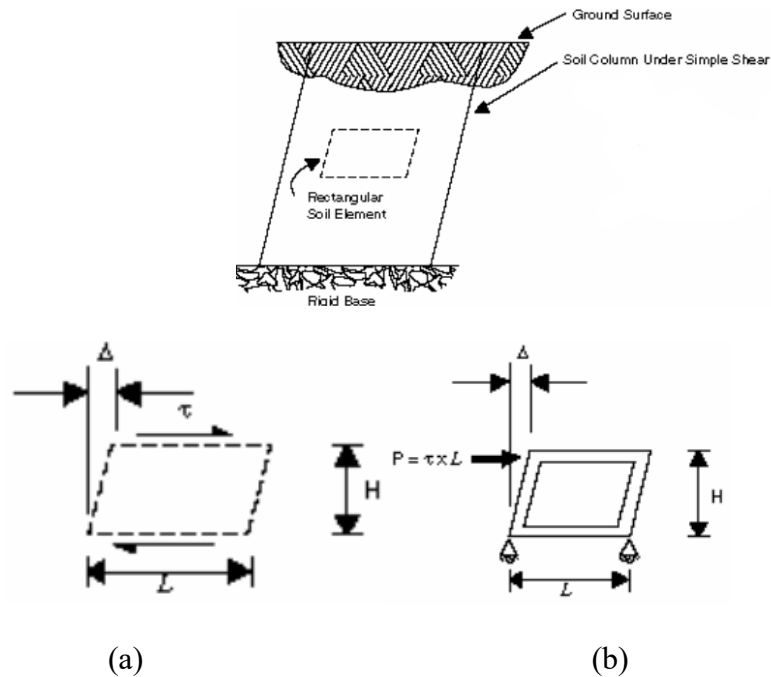 Ground Surface
Soil Column Under Simple Shear
Rectangular
Soil Element
Rigid Base
Δ
τ
H
L
(a)
Δ
P = τ x L
H
L
(b)